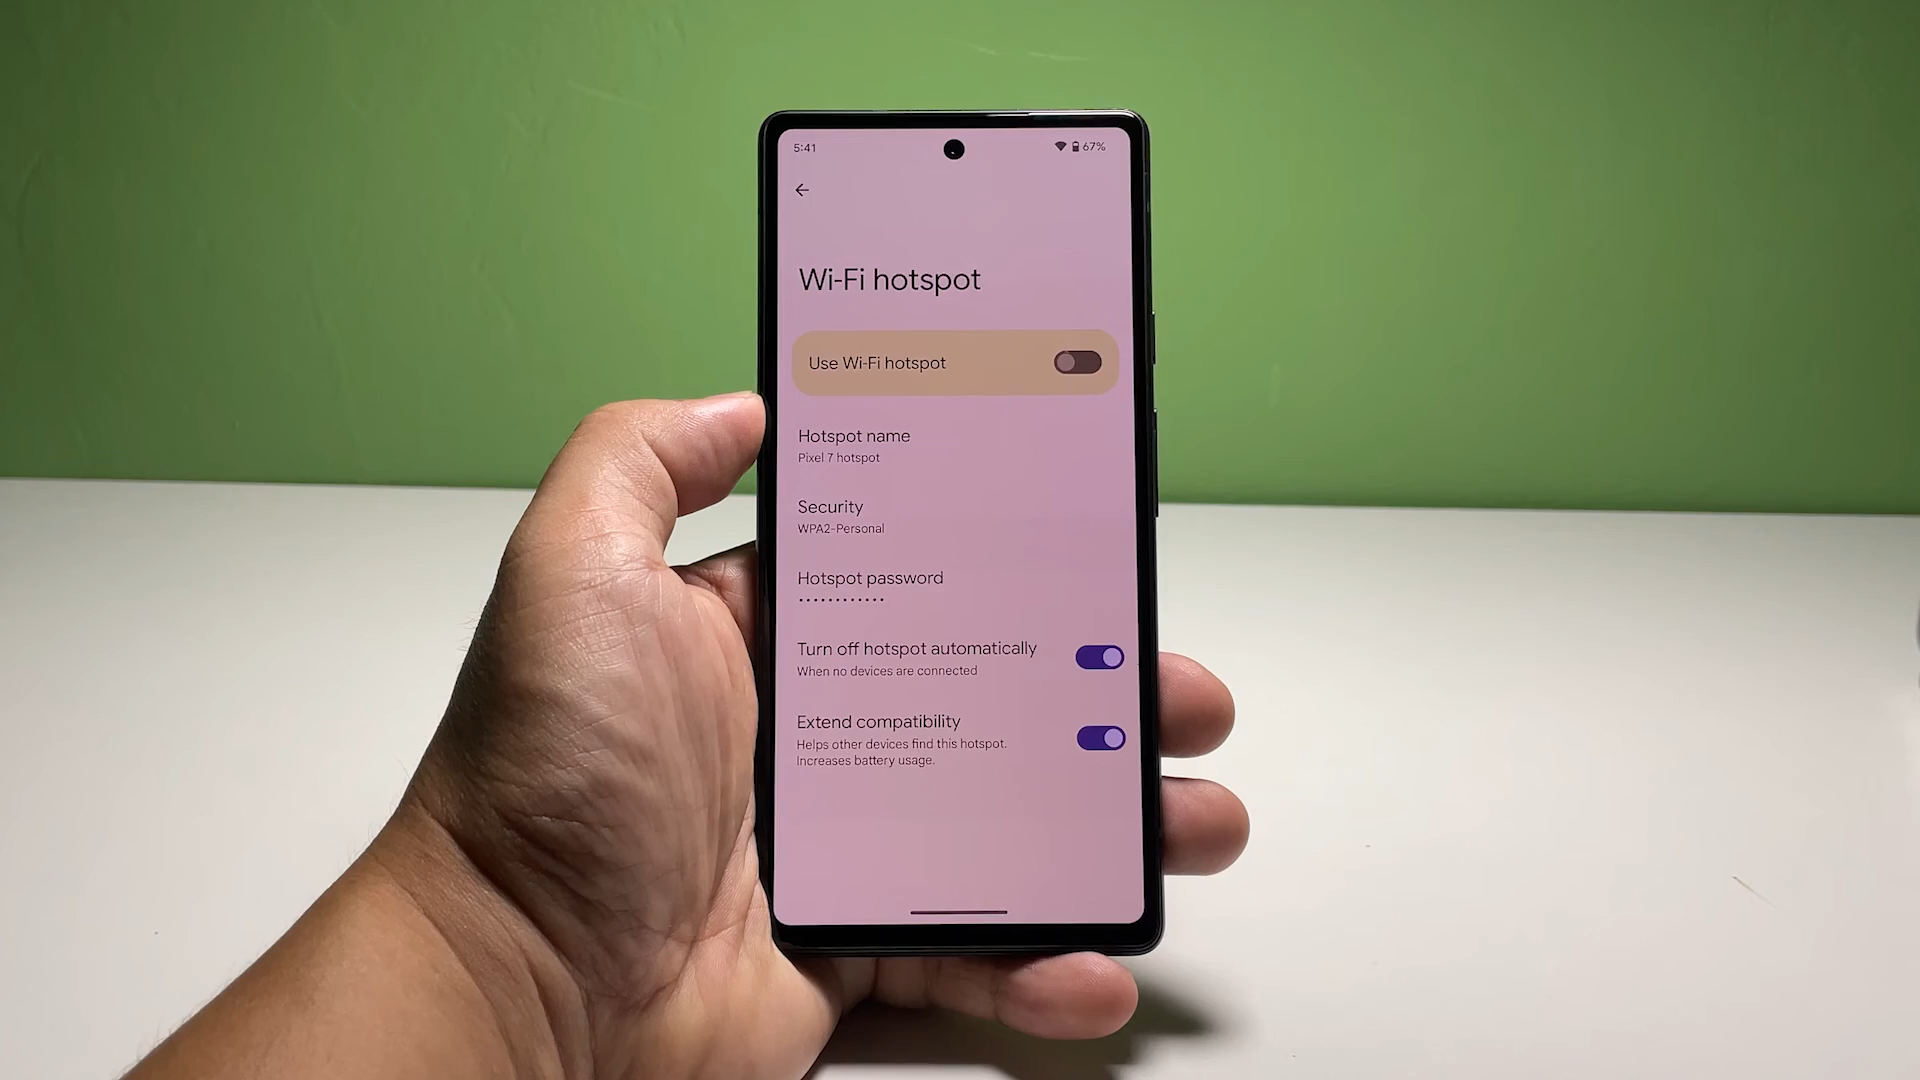 5:41
67%
Wi-Fi hotspot
Use Wi-Fi hotspot
Hotspot name
Pixel 7 hotspot
Security
WPA2-Personal
Hotspot password
••••••••••••
Turn off hotspot automatically
When no devices are connected
Extend compatibility
Helps other devices find this hotspot.
Increases battery usage.